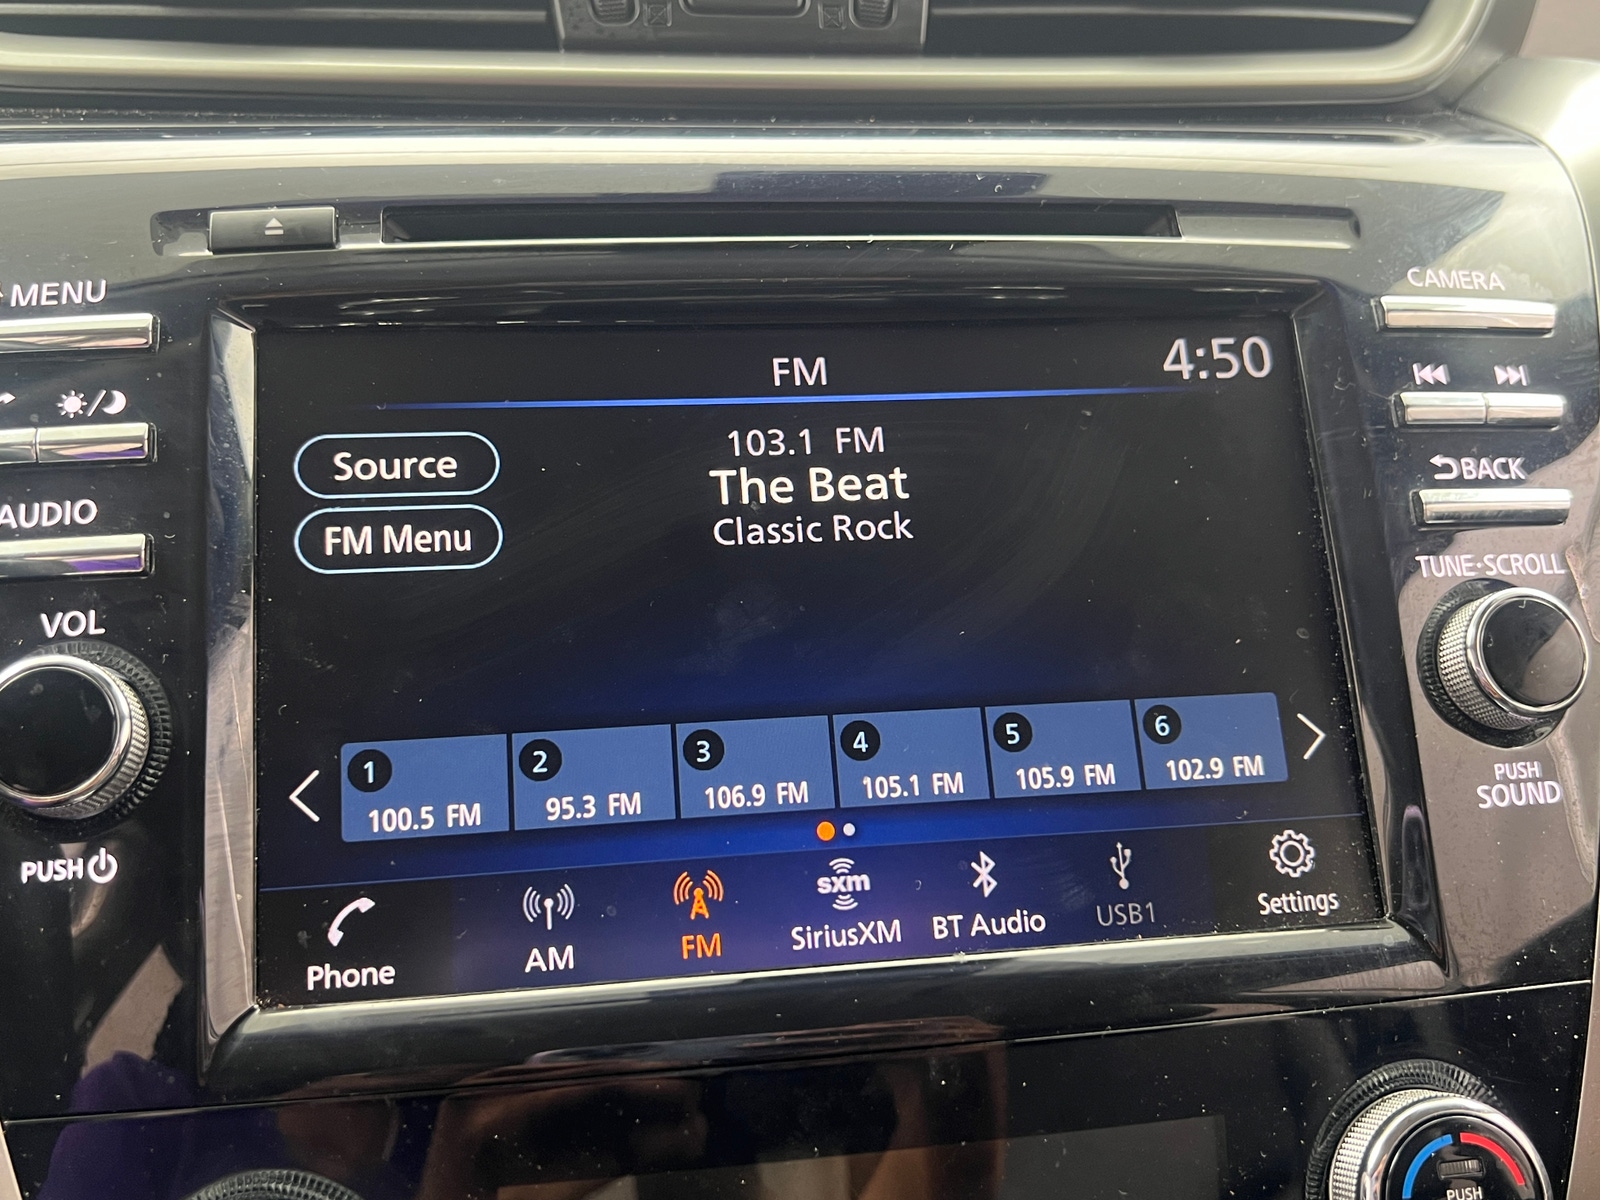 MENU
AUDIO
VOL
PUSH
FM
4:50
Source
FM Menu
103.1 FM
The Beat
Classic Rock
1
100.5 FM
2
95.3 FM
3
106.9 FM
4
105.1 FM
5
105.9 FM
6
102.9 FM
Phone
AM
FM
sxm
SiriusXM
BT Audio
USB1
Settings
CAMERA
BACK
TUNE·SCROLL
PUSH
SOUND
PUSH